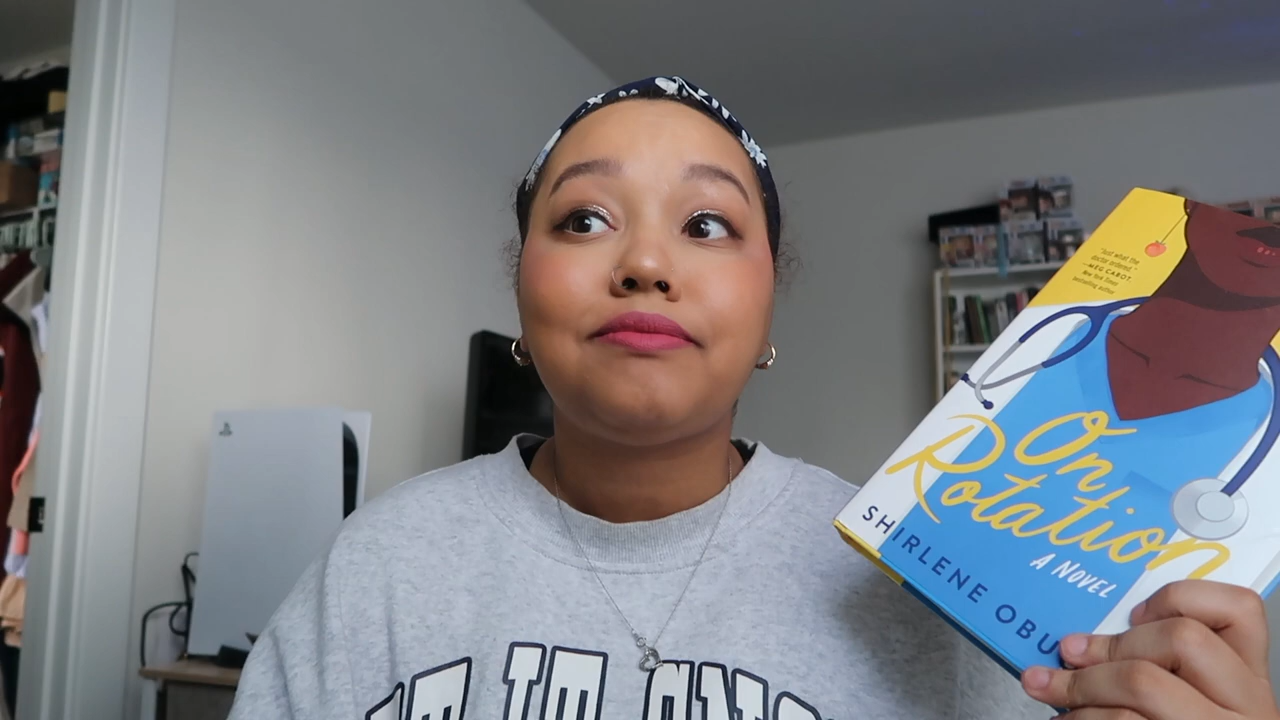 "Just what the
doctor ordered."
—MEG CABOT,
New York Times
bestselling author
On
Rotation
A NOVEL
SHIRLENE OBU